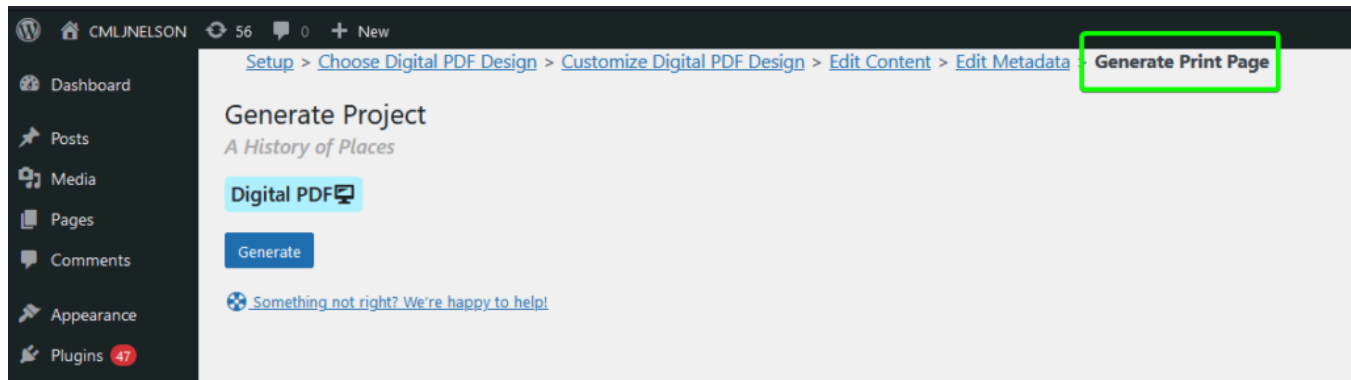 CMLJNELSON 56 0 + New
Setup > Choose Digital PDF Design > Customize Digital PDF Design > Edit Content > Edit Metadata > Generate Print Page
Dashboard
Generate Project
Posts
A History of Places
Media
Digital PDF
Pages
Generate
Comments
Something not right? We're happy to help!
Appearance
Plugins 47